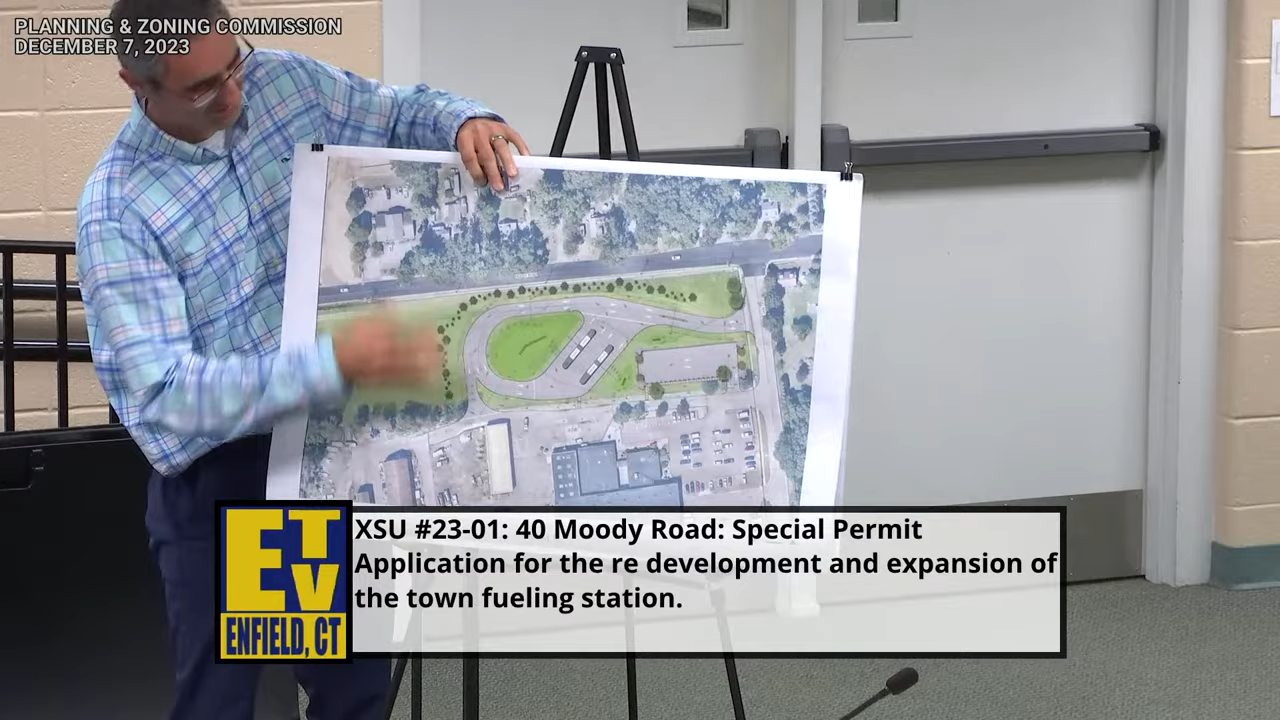 PLANNING & ZONING COMMISSION
DECEMBER 7, 2023
ETV
ENFIELD, CT
XSU #23-01: 40 Moody Road: Special Permit
Application for the re development and expansion of
the town fueling station.